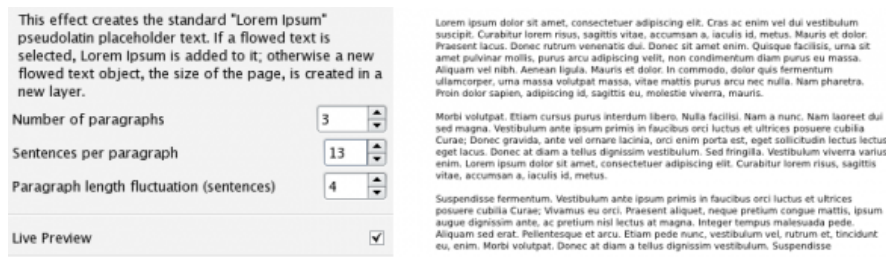 This effect creates the standard "Lorem Ipsum"
pseudolatin placeholder text. If a flowed text is
selected, Lorem Ipsum is added to it; otherwise a new
flowed text object, the size of the page, is created in a
new layer.
Number of paragraphs 3
Sentences per paragraph 13
Paragraph length fluctuation (sentences) 4
Live Preview
Lorem ipsum dolor sit amet, consectetuer adipiscing elit. Cras ac enim vel dui vestibulum
suscipit. Curabitur lorem risus, sagittis vitae, accumsan a, iaculis id, metus. Mauris et dolor.
Praesent lacus. Donec rutrum venenatis dui. Donec sit amet enim. Quisque facilisis, urna sit
amet pulvinar mollis, purus arcu adipiscing velit, non condimentum diam purus eu massa.
Aliquam vel nibh. Aenean ligula. Mauris et dolor. In commodo, dolor quis fermentum
ullamcorper, urna massa volutpat massa, vitae mattis purus arcu nec nulla. Nam pharetra.
Proin dolor sapien, adipiscing id, sagittis eu, molestie viverra, mauris.
Morbi volutpat. Etiam cursus purus interdum libero. Nulla facilisi. Nam a nunc. Nam laoreet dui
sed magna. Vestibulum ante ipsum primis in faucibus orci luctus et ultrices posuere cubilia
Curae; Donec gravida, ante vel ornare lacinia, orci enim porta est, eget sollicitudin lectus lectus
eget lacus. Donec at diam a tellus dignissim vestibulum. Sed fringilla. Vestibulum viverra varius
enim. Lorem ipsum dolor sit amet, consectetuer adipiscing elit. Curabitur lorem risus, sagittis
vitae, accumsan a, iaculis id, metus.
Suspendisse fermentum. Vestibulum ante ipsum primis in faucibus orci luctus et ultrices
posuere cubilia Curae; Vivamus eu orci. Praesent aliquet, neque pretium congue mattis, ipsum
augue dignissim ante, ac pretium nisl lectus at magna. Integer tempus malesuada pede.
Aliquam sed erat. Pellentesque et arcu. Etiam pede nunc, vestibulum vel, rutrum et, tincidunt
eu, enim. Morbi volutpat. Donec at diam a tellus dignissim vestibulum. Suspendisse